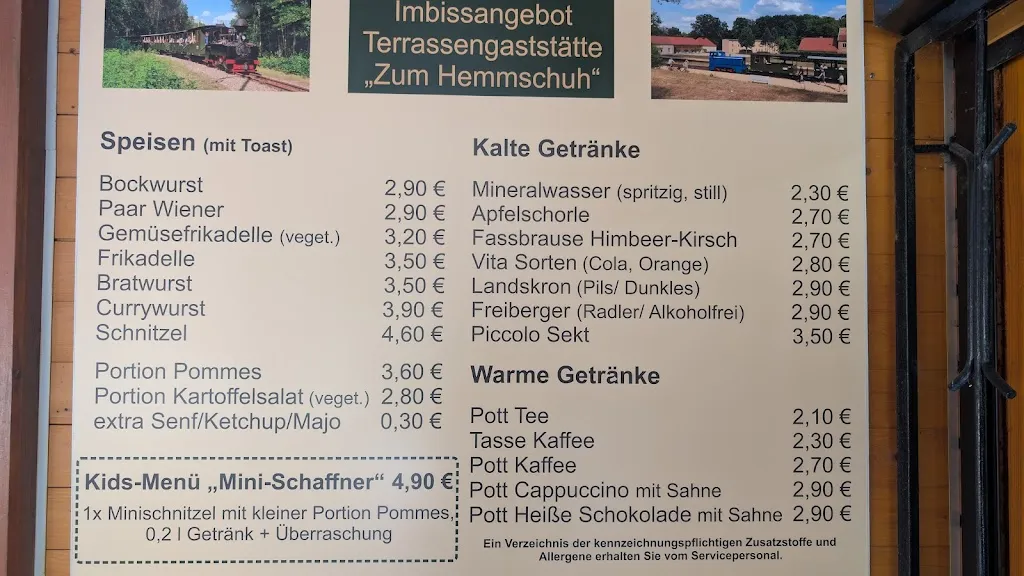 Imbissangebot
Terrassengaststätte
„Zum Hemmschuh“
Speisen (mit Toast)
Bockwurst 2,90 €
Paar Wiener 2,90 €
Gemüsefrikadelle (veget.) 3,20 €
Frikadelle 3,50 €
Bratwurst 3,50 €
Currywurst 3,90 €
Schnitzel 4,60 €
Portion Pommes 3,60 €
Portion Kartoffelsalat (veget.) 2,80 €
extra Senf/Ketchup/Majo 0,30 €
Kids-Menü „Mini-Schaffner“ 4,90 €
1x Minischnitzel mit kleiner Portion Pommes,
0,2 l Getränk + Überraschung
Kalte Getränke
Mineralwasser (spritzig, still) 2,30 €
Apfelschorle 2,70 €
Fassbrause Himbeer-Kirsch 2,70 €
Vita Sorten (Cola, Orange) 2,80 €
Landskron (Pils/ Dunkles) 2,90 €
Freiberger (Radler/ Alkoholfrei) 2,90 €
Piccolo Sekt 3,50 €
Warme Getränke
Pott Tee 2,10 €
Tasse Kaffee 2,30 €
Pott Kaffee 2,70 €
Pott Cappuccino mit Sahne 2,90 €
Pott Heiße Schokolade mit Sahne 2,90 €
Ein Verzeichnis der kennzeichnungspflichtigen Zusatzstoffe und
Allergene erhalten Sie vom Servicepersonal.